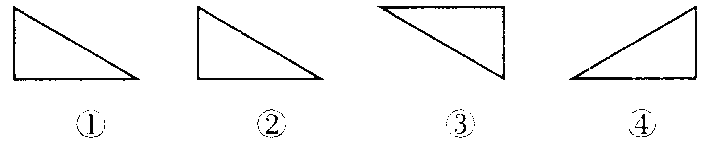 ① ② ③ ④